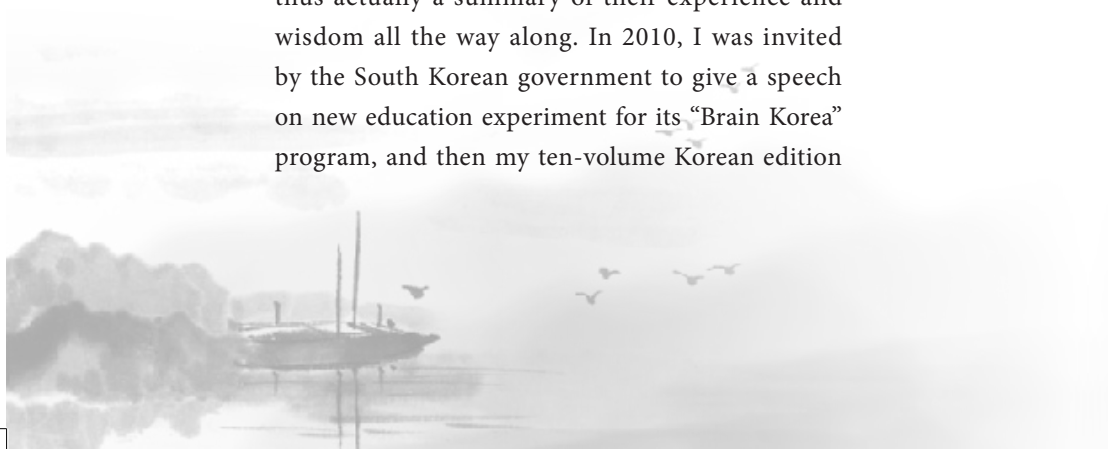 thus actually a summary of their experience and
wisdom all the way along. In 2010, I was invited
by the South Korean government to give a speech
on new education experiment for its “Brain Korea”
program, and then my ten-volume Korean edition